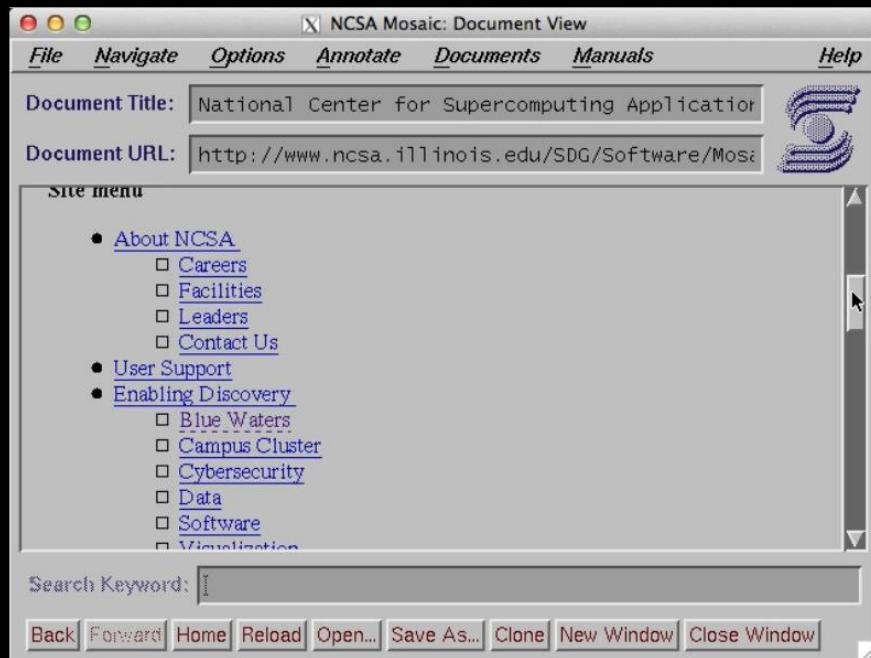 NCSA Mosaic: Document View
File Navigate Options Annotate Documents Manuals Help
Document Title: National Center for Supercomputing Application
Document URL: http://www.ncsa.illinois.edu/SDG/Software/Mosa
Site menu
About NCSA
Careers
Facilities
Leaders
Contact Us
User Support
Enabling Discovery
Blue Waters
Campus Cluster
Cybersecurity
Data
Software
Visualization
Search Keyword:
Back Forward Home Reload Open... Save As... Clone New Window Close Window